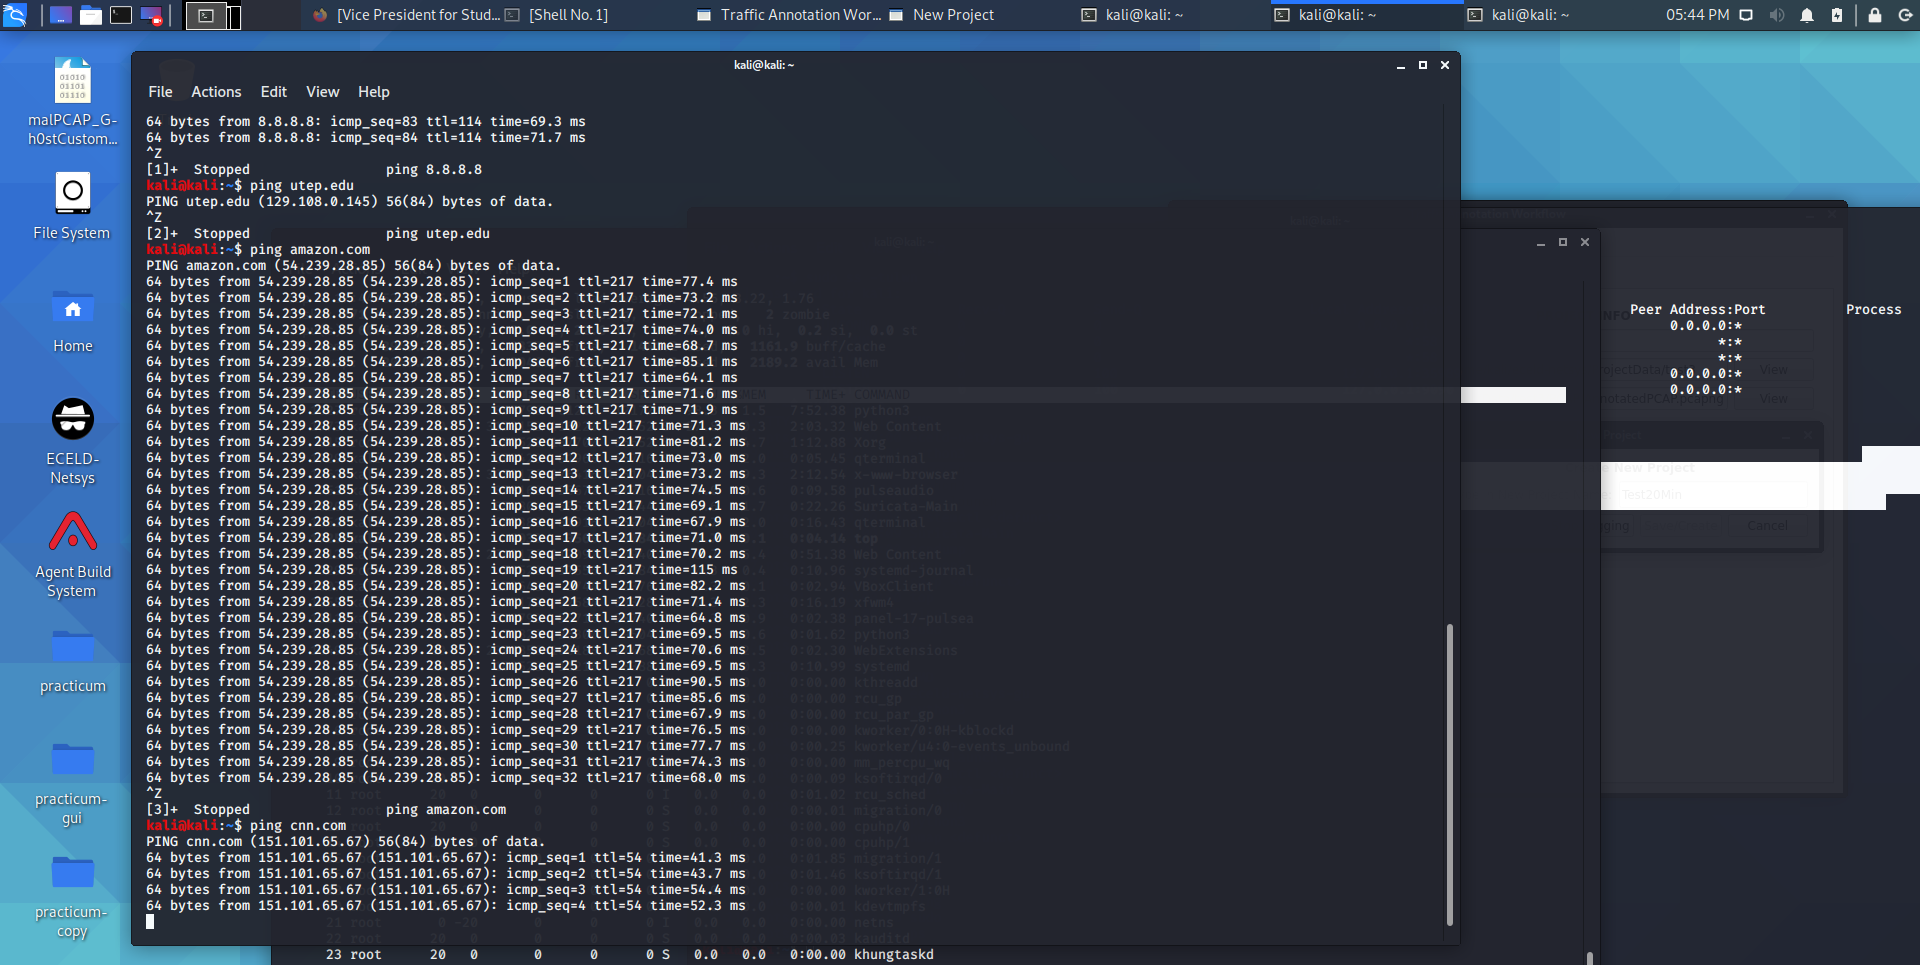 [Vice President for Stud...
[Shell No. 1]
Traffic Annotation Wor...
New Project
kali@kali: ~
kali@kali: ~
kali@kali: ~
05:44 PM
malPCAP_G-
h0stCustom...
File System
Home
ECELD-
Netsys
Agent Build
System
practicum
practicum-
gui
practicum-
copy
kali@kali: ~
File Actions Edit View Help
64 bytes from 8.8.8.8: icmp_seq=83 ttl=114 time=69.3 ms
64 bytes from 8.8.8.8: icmp_seq=84 ttl=114 time=71.7 ms
^Z
[1]+  Stopped                 ping 8.8.8.8
kali@kali:~$ ping utep.edu
PING utep.edu (129.108.0.145) 56(84) bytes of data.
^Z
[2]+  Stopped                 ping utep.edu
kali@kali:~$ ping amazon.com
PING amazon.com (54.239.28.85) 56(84) bytes of data.
64 bytes from 54.239.28.85 (54.239.28.85): icmp_seq=1 ttl=217 time=77.4 ms
64 bytes from 54.239.28.85 (54.239.28.85): icmp_seq=2 ttl=217 time=73.2 ms
64 bytes from 54.239.28.85 (54.239.28.85): icmp_seq=3 ttl=217 time=72.1 ms
64 bytes from 54.239.28.85 (54.239.28.85): icmp_seq=4 ttl=217 time=74.0 ms
64 bytes from 54.239.28.85 (54.239.28.85): icmp_seq=5 ttl=217 time=68.7 ms
64 bytes from 54.239.28.85 (54.239.28.85): icmp_seq=6 ttl=217 time=85.1 ms
64 bytes from 54.239.28.85 (54.239.28.85): icmp_seq=7 ttl=217 time=64.1 ms
64 bytes from 54.239.28.85 (54.239.28.85): icmp_seq=8 ttl=217 time=71.6 ms
64 bytes from 54.239.28.85 (54.239.28.85): icmp_seq=9 ttl=217 time=71.9 ms
64 bytes from 54.239.28.85 (54.239.28.85): icmp_seq=10 ttl=217 time=71.3 ms
64 bytes from 54.239.28.85 (54.239.28.85): icmp_seq=11 ttl=217 time=81.2 ms
64 bytes from 54.239.28.85 (54.239.28.85): icmp_seq=12 ttl=217 time=73.0 ms
64 bytes from 54.239.28.85 (54.239.28.85): icmp_seq=13 ttl=217 time=73.2 ms
64 bytes from 54.239.28.85 (54.239.28.85): icmp_seq=14 ttl=217 time=74.5 ms
64 bytes from 54.239.28.85 (54.239.28.85): icmp_seq=15 ttl=217 time=69.1 ms
64 bytes from 54.239.28.85 (54.239.28.85): icmp_seq=16 ttl=217 time=67.9 ms
64 bytes from 54.239.28.85 (54.239.28.85): icmp_seq=17 ttl=217 time=71.0 ms
64 bytes from 54.239.28.85 (54.239.28.85): icmp_seq=18 ttl=217 time=70.2 ms
64 bytes from 54.239.28.85 (54.239.28.85): icmp_seq=19 ttl=217 time=115 ms
64 bytes from 54.239.28.85 (54.239.28.85): icmp_seq=20 ttl=217 time=82.2 ms
64 bytes from 54.239.28.85 (54.239.28.85): icmp_seq=21 ttl=217 time=71.4 ms
64 bytes from 54.239.28.85 (54.239.28.85): icmp_seq=22 ttl=217 time=64.8 ms
64 bytes from 54.239.28.85 (54.239.28.85): icmp_seq=23 ttl=217 time=69.5 ms
64 bytes from 54.239.28.85 (54.239.28.85): icmp_seq=24 ttl=217 time=70.6 ms
64 bytes from 54.239.28.85 (54.239.28.85): icmp_seq=25 ttl=217 time=69.5 ms
64 bytes from 54.239.28.85 (54.239.28.85): icmp_seq=26 ttl=217 time=90.5 ms
64 bytes from 54.239.28.85 (54.239.28.85): icmp_seq=27 ttl=217 time=85.6 ms
64 bytes from 54.239.28.85 (54.239.28.85): icmp_seq=28 ttl=217 time=67.9 ms
64 bytes from 54.239.28.85 (54.239.28.85): icmp_seq=29 ttl=217 time=76.5 ms
64 bytes from 54.239.28.85 (54.239.28.85): icmp_seq=30 ttl=217 time=77.7 ms
64 bytes from 54.239.28.85 (54.239.28.85): icmp_seq=31 ttl=217 time=74.3 ms
64 bytes from 54.239.28.85 (54.239.28.85): icmp_seq=32 ttl=217 time=68.0 ms
^Z
[3]+  Stopped                 ping amazon.com
kali@kali:~$ ping cnn.com
PING cnn.com (151.101.65.67) 56(84) bytes of data.
64 bytes from 151.101.65.67 (151.101.65.67): icmp_seq=1 ttl=54 time=41.3 ms
64 bytes from 151.101.65.67 (151.101.65.67): icmp_seq=2 ttl=54 time=43.7 ms
64 bytes from 151.101.65.67 (151.101.65.67): icmp_seq=3 ttl=54 time=54.4 ms
64 bytes from 151.101.65.67 (151.101.65.67): icmp_seq=4 ttl=54 time=52.3 ms
23 root 20 0 0 0 0 S 0.0 0.0 0:00.00 khungtaskd
Peer Address:Port Process
0.0.0.0:*
*:*
*:*
0.0.0.0:*
0.0.0.0:*
View
View
New Project
Test20Min
Cancel